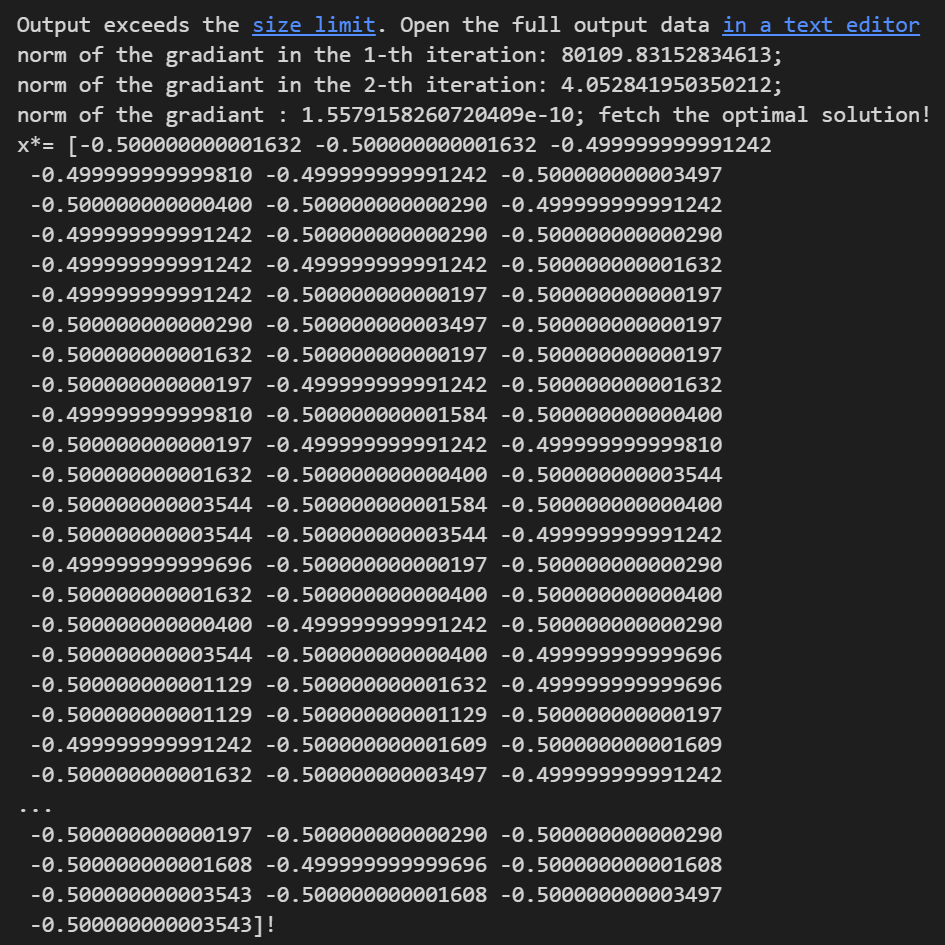 Output exceeds the size limit. Open the full output data in a text editor
norm of the gradiant in the 1-th iteration: 80109.83152834613;
norm of the gradiant in the 2-th iteration: 4.052841950350212;
norm of the gradiant : 1.5579158260720409e-10; fetch the optimal solution!
x*= [-0.500000000001632 -0.500000000001632 -0.499999999991242
-0.499999999999810 -0.499999999991242 -0.500000000003497
-0.500000000000400 -0.500000000000290 -0.499999999991242
-0.499999999991242 -0.500000000000290 -0.500000000000290
-0.499999999991242 -0.499999999991242 -0.500000000001632
-0.499999999991242 -0.500000000000197 -0.500000000000197
-0.500000000000290 -0.500000000003497 -0.500000000000197
-0.500000000001632 -0.500000000000197 -0.500000000000197
-0.500000000000197 -0.499999999991242 -0.500000000001632
-0.499999999999810 -0.500000000001584 -0.500000000000400
-0.500000000000197 -0.499999999991242 -0.499999999999810
-0.500000000001632 -0.500000000000400 -0.500000000003544
-0.500000000003544 -0.500000000001584 -0.500000000000400
-0.500000000003544 -0.500000000003544 -0.499999999991242
-0.499999999999696 -0.500000000000197 -0.500000000000290
-0.500000000001632 -0.500000000000400 -0.500000000000400
-0.500000000000400 -0.499999999991242 -0.500000000000290
-0.500000000003544 -0.500000000000400 -0.499999999999696
-0.500000000001129 -0.500000000001632 -0.499999999999696
-0.500000000001129 -0.500000000001129 -0.500000000000197
-0.499999999991242 -0.500000000001609 -0.500000000001609
-0.500000000001632 -0.500000000003497 -0.499999999991242
...
-0.500000000000197 -0.500000000000290 -0.500000000000290
-0.500000000001608 -0.499999999999696 -0.500000000001608
-0.500000000003543 -0.500000000001608 -0.500000000003497
-0.500000000003543]!